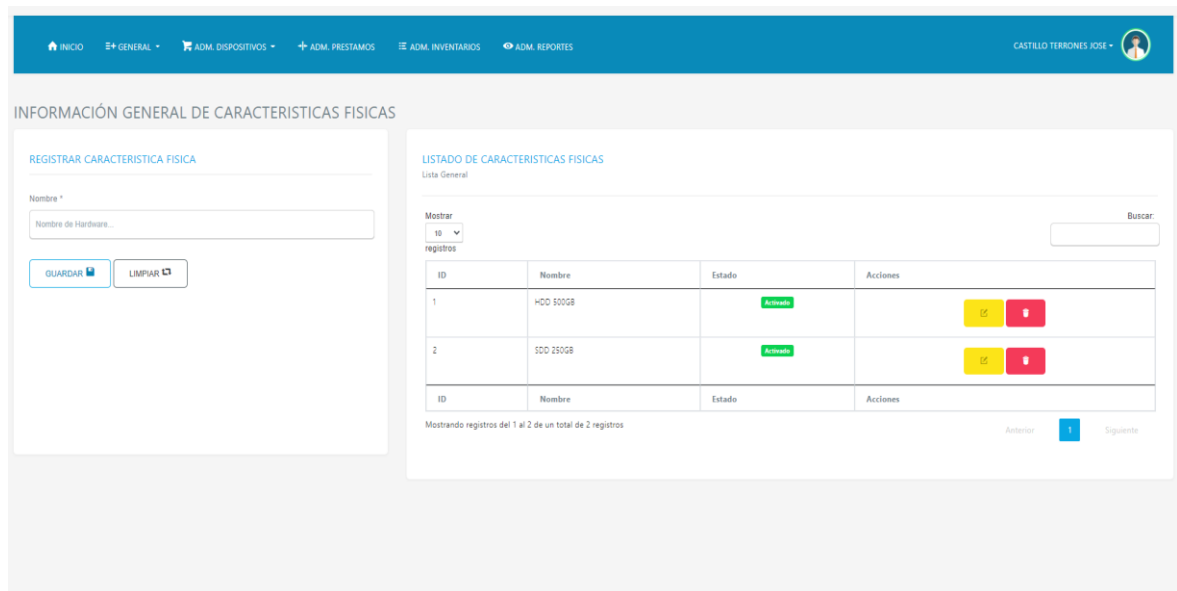 INICIO GENERAL ADM. DISPOSITIVOS ADM. PRESTAMOS ADM. INVENTARIOS ADM. REPORTES CASTILLO TERRONES JOSE
INFORMACIÓN GENERAL DE CARACTERISTICAS FISICAS
REGISTRAR CARACTERISTICA FISICA
Nombre *
Nombre de Hardware...
GUARDAR LIMPIAR
LISTADO DE CARACTERISTICAS FISICAS
Lista General
Mostrar
10
registros
Buscar:
ID Nombre Estado Acciones
1 HDD 500GB Activado
2 SDD 250GB Activado
ID Nombre Estado Acciones
Mostrando registros del 1 al 2 de un total de 2 registros
Anterior 1 Siguiente